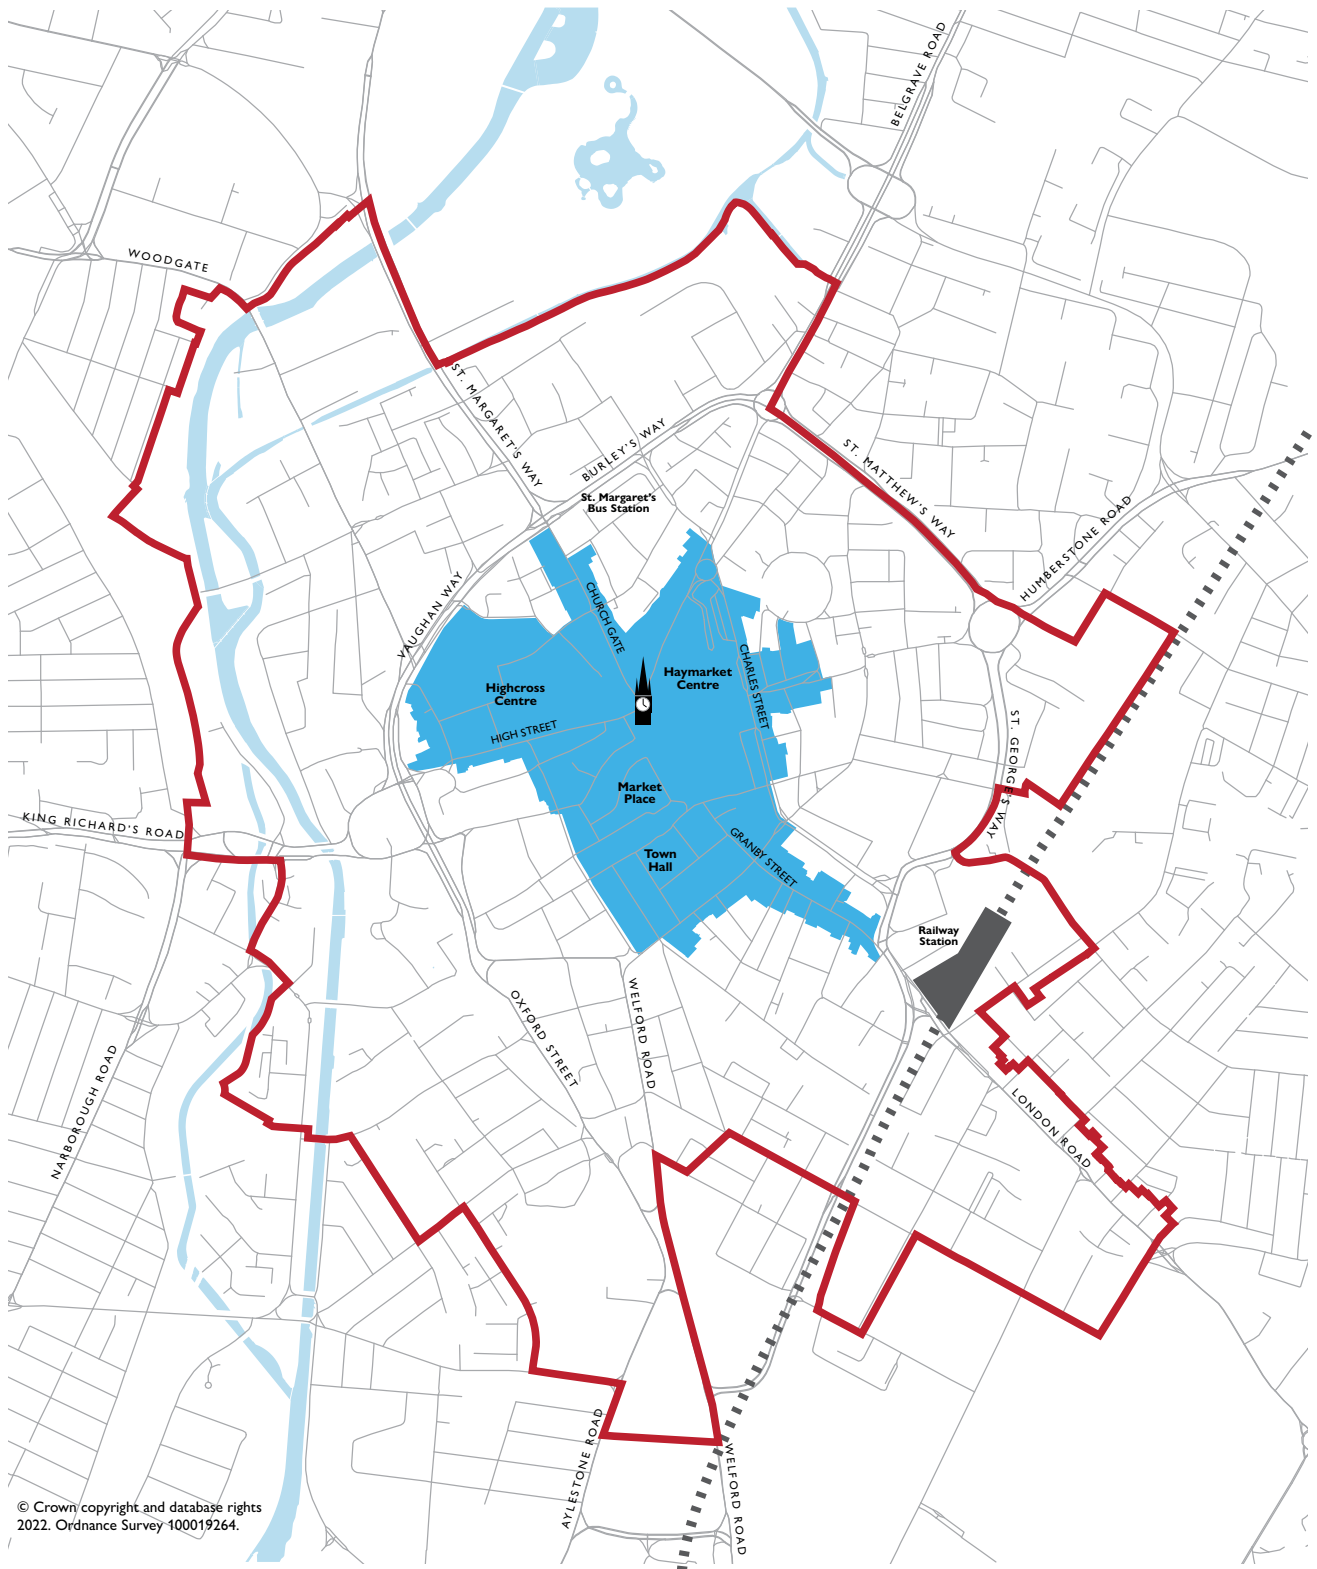 BELGRAVE ROAD
WOODGATE
ST. MARGARET'S WAY
BURLEY'S WAY
ST. MATTHEW'S WAY
St. Margaret's
Bus Station
HUMBERSTONE ROAD
VAUGHAN WAY
CHURCH GATE
Haymarket
Centre
CHARLES STREET
Highcross
Centre
HIGH STREET
ST. GEORGE'S WAY
Market
Place
KING RICHARD'S ROAD
GRANBY STREET
Town
Hall
Railway
Station
OXFORD STREET
WELFORD ROAD
NARBOROUGH ROAD
LONDON ROAD
AYLESTONE ROAD
WELFORD ROAD
© Crown copyright and database rights
2022. Ordnance Survey 100019264.